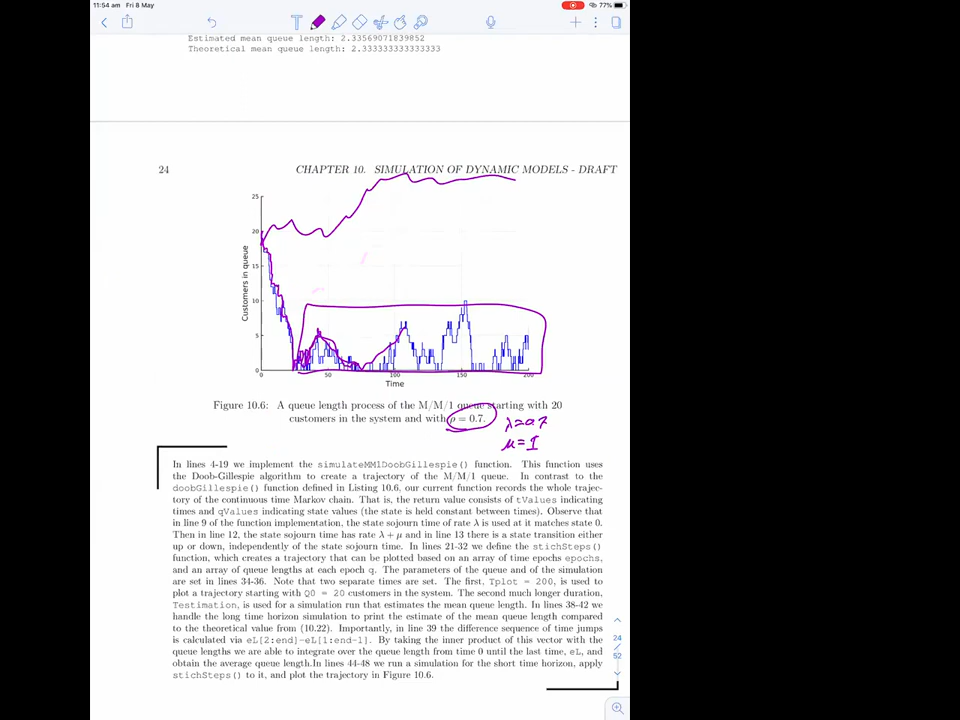 11:54 am Fri 8 May
77%
Estimated mean queue length: 2.33569071839852
Theoretical mean queue length: 2.333333333333333
24 CHAPTER 10. SIMULATION OF DYNAMIC MODELS - DRAFT
25
20
15
10
5
0
Customers in queue
0 50 100 150 200
Time
Figure 10.6: A queue length process of the M/M/1 queue starting with 20
customers in the system and with ρ = 0.7.
λ=0.7
μ=1
In lines 4-19 we implement the simulateMM1DoobGillespie() function. This function uses
the Doob-Gillespie algorithm to create a trajectory of the M/M/1 queue. In contrast to the
doobGillespie() function defined in Listing 10.6, our current function records the whole trajec-
tory of the continuous time Markov chain. That is, the return value consists of tValues indicating
times and qValues indicating state values (the state is held constant between times). Observe that
in line 9 of the function implementation, the state sojourn time of rate λ is used at it matches state 0.
Then in line 12, the state sojourn time has rate λ + μ and in line 13 there is a state transition either
up or down, independently of the state sojourn time. In lines 21-32 we define the stichSteps()
function, which creates a trajectory that can be plotted based on an array of time epochs epochs,
and an array of queue lengths at each epoch q. The parameters of the queue and of the simulation
are set in lines 34-36. Note that two separate times are set. The first, Tplot = 200, is used to
plot a trajectory starting with Q0 = 20 customers in the system. The second much longer duration,
Testimation, is used for a simulation run that estimates the mean queue length. In lines 38-42 we
handle the long time horizon simulation to print the estimate of the mean queue length compared
to the theoretical value from (10.22). Importantly, in line 39 the difference sequence of time jumps
is calculated via eL[2:end]-eL[1:end-1]. By taking the inner product of this vector with the
queue lengths we are able to integrate over the queue length from time 0 until the last time, eL, and
obtain the average queue length.In lines 44-48 we run a simulation for the short time horizon, apply
stichSteps() to it, and plot the trajectory in Figure 10.6.
24
/
52